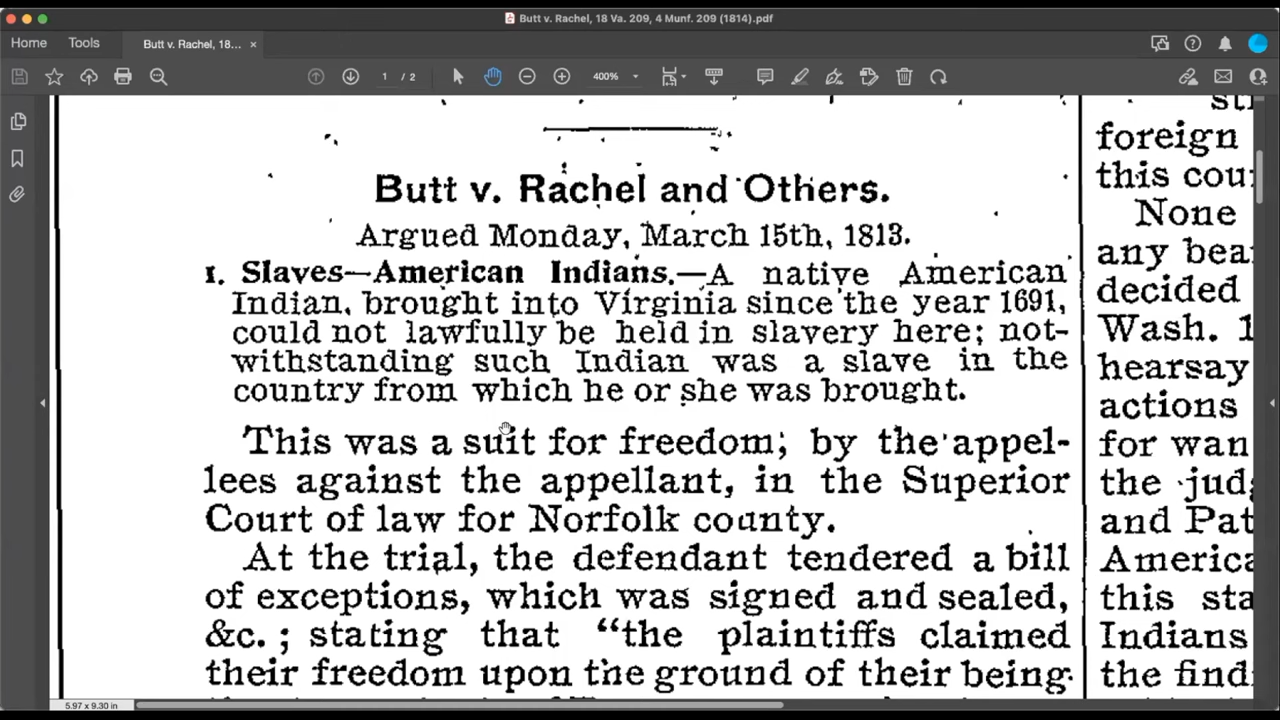 Butt v. Rachel, 18 Va. 209, 4 Munf. 209 (1814).pdf
Home
Tools
Butt v. Rachel, 18...
×
1 / 2
400%
Butt v. Rachel and Others.
Argued Monday, March 15th, 1813.
1. Slaves—American Indians.—A native American
Indian, brought into Virginia since the year 1691,
could not lawfully be held in slavery here; not-
withstanding such Indian was a slave in the
country from which he or she was brought.
This was a suit for freedom; by the appel-
lees against the appellant, in the Superior
Court of law for Norfolk county.
At the trial, the defendant tendered a bill
of exceptions, which was signed and sealed,
&c.; stating that "the plaintiffs claimed
their freedom upon the ground of their being
foreign
this cou
None
any bea
decided
Wash. 1
hearsay
actions
for wan
the jud
and Pat
America
this sta
Indians
the findi
5.97 x 9.30 in